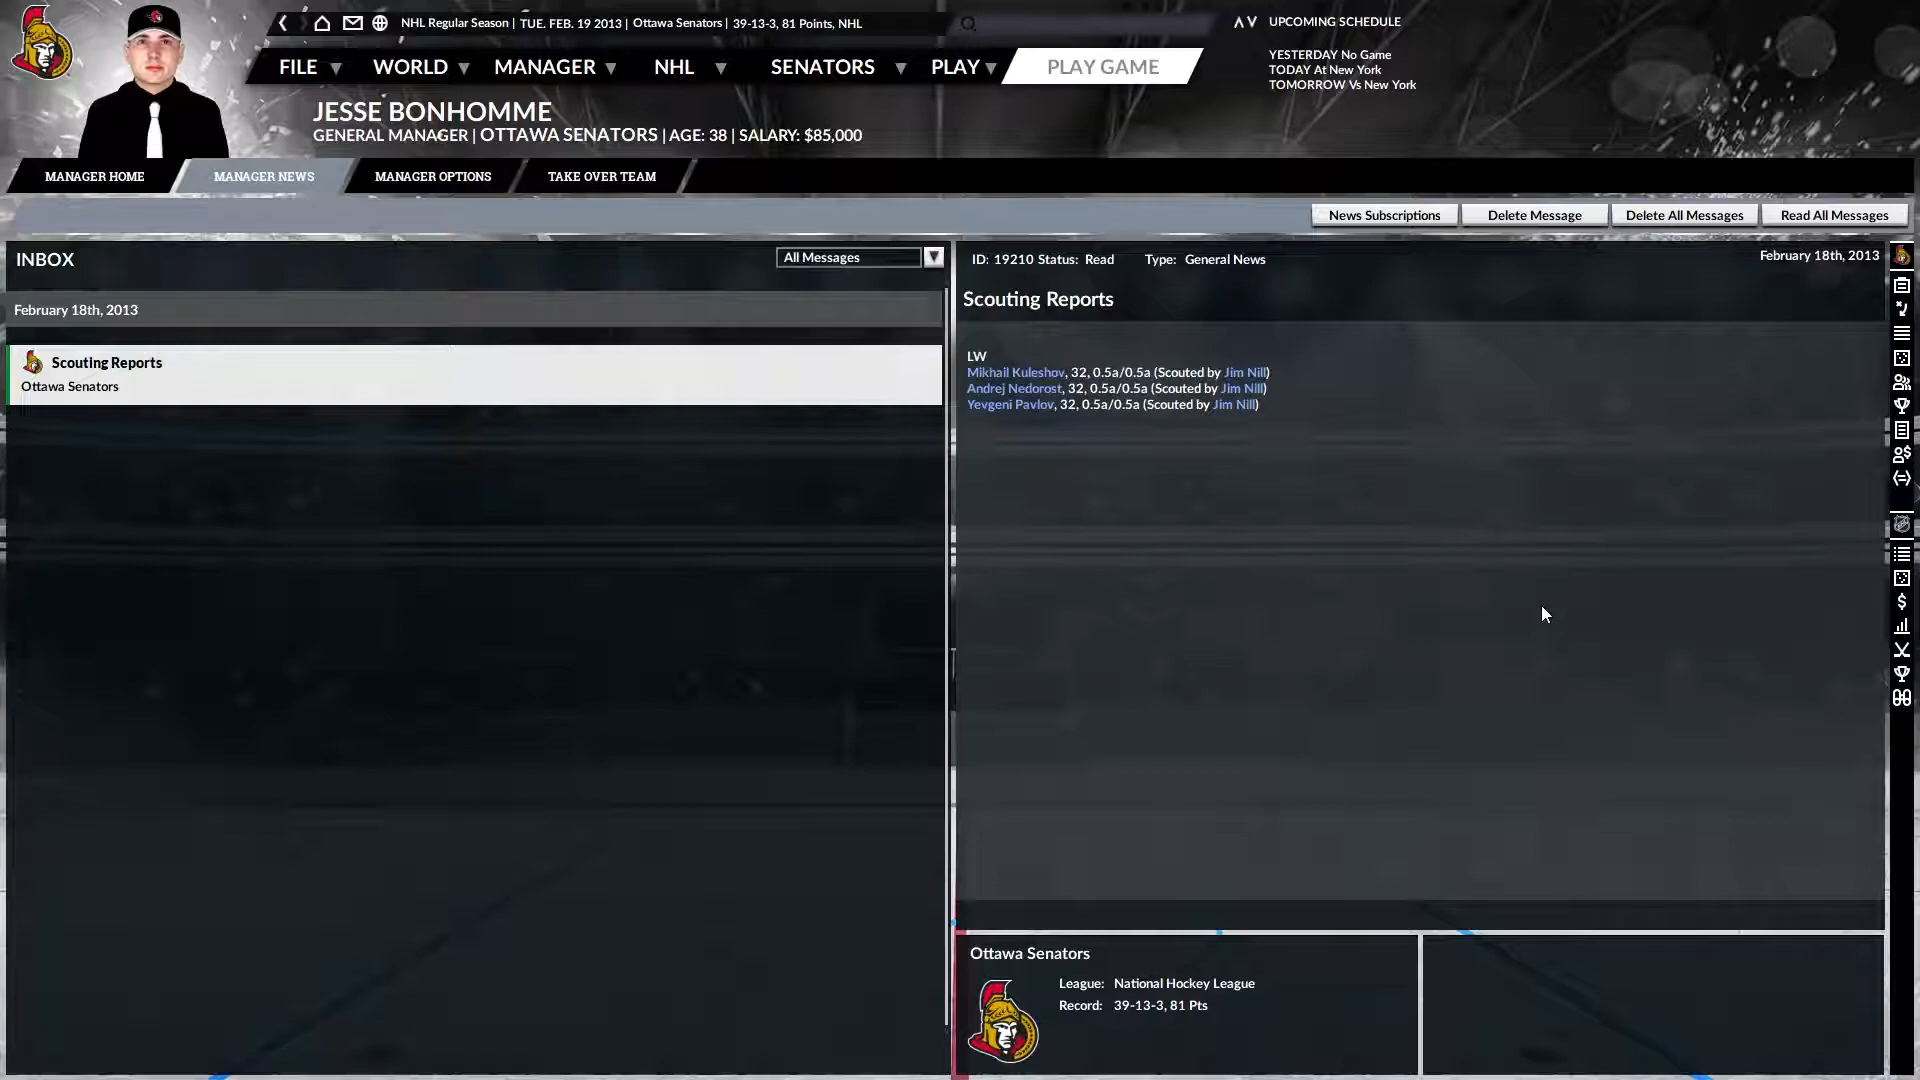 NHL Regular Season | TUE. FEB. 19 2013 | Ottawa Senators | 39-13-3, 81 Points, NHL
UPCOMING SCHEDULE
YESTERDAY No Game
TODAY At New York
TOMORROW Vs New York
FILE WORLD MANAGER NHL SENATORS PLAY PLAY GAME
JESSE BONHOMME
GENERAL MANAGER | OTTAWA SENATORS | AGE: 38 | SALARY: $85,000
MANAGER HOME MANAGER NEWS MANAGER OPTIONS TAKE OVER TEAM
News Subscriptions Delete Message Delete All Messages Read All Messages
INBOX All Messages
February 18th, 2013
Scouting Reports
Ottawa Senators
ID: 19210 Status: Read Type: General News February 18th, 2013
Scouting Reports
LW
Mikhail Kuleshov, 32, 0.5a/0.5a (Scouted by Jim Nill)
Andrej Nedorost, 32, 0.5a/0.5a (Scouted by Jim Nill)
Yevgeni Pavlov, 32, 0.5a/0.5a (Scouted by Jim Nill)
Ottawa Senators
League: National Hockey League
Record: 39-13-3, 81 Pts